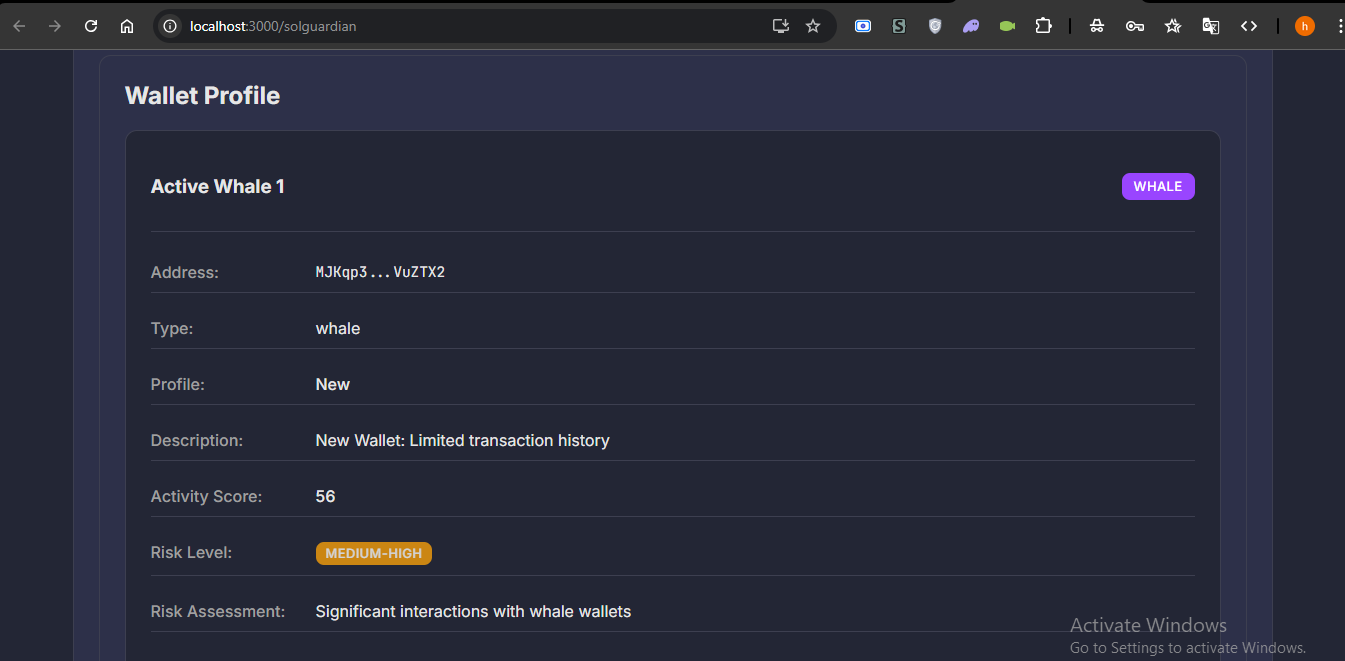 localhost:3000/solguardian
h
Wallet Profile
Active Whale 1
WHALE
Address: MJKqp3...VuZTX2
Type: whale
Profile: New
Description: New Wallet: Limited transaction history
Activity Score: 56
Risk Level: MEDIUM-HIGH
Risk Assessment: Significant interactions with whale wallets
Activate Windows
Go to Settings to activate Windows.